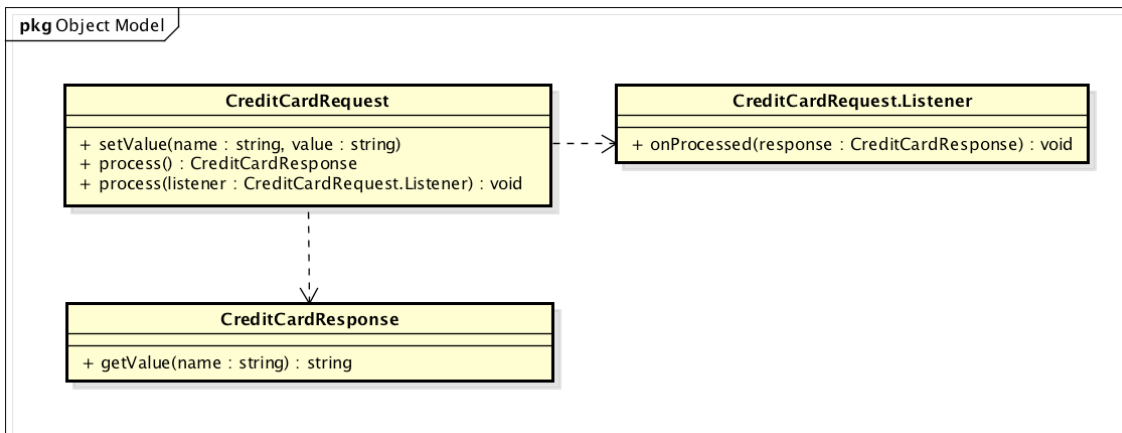 pkg Object Model
CreditCardRequest
+ setValue(name : string, value : string)
+ process() : CreditCardResponse
+ process(listener : CreditCardRequest.Listener) : void
CreditCardRequest.Listener
+ onProcessed(response : CreditCardResponse) : void
CreditCardResponse
+ getValue(name : string) : string